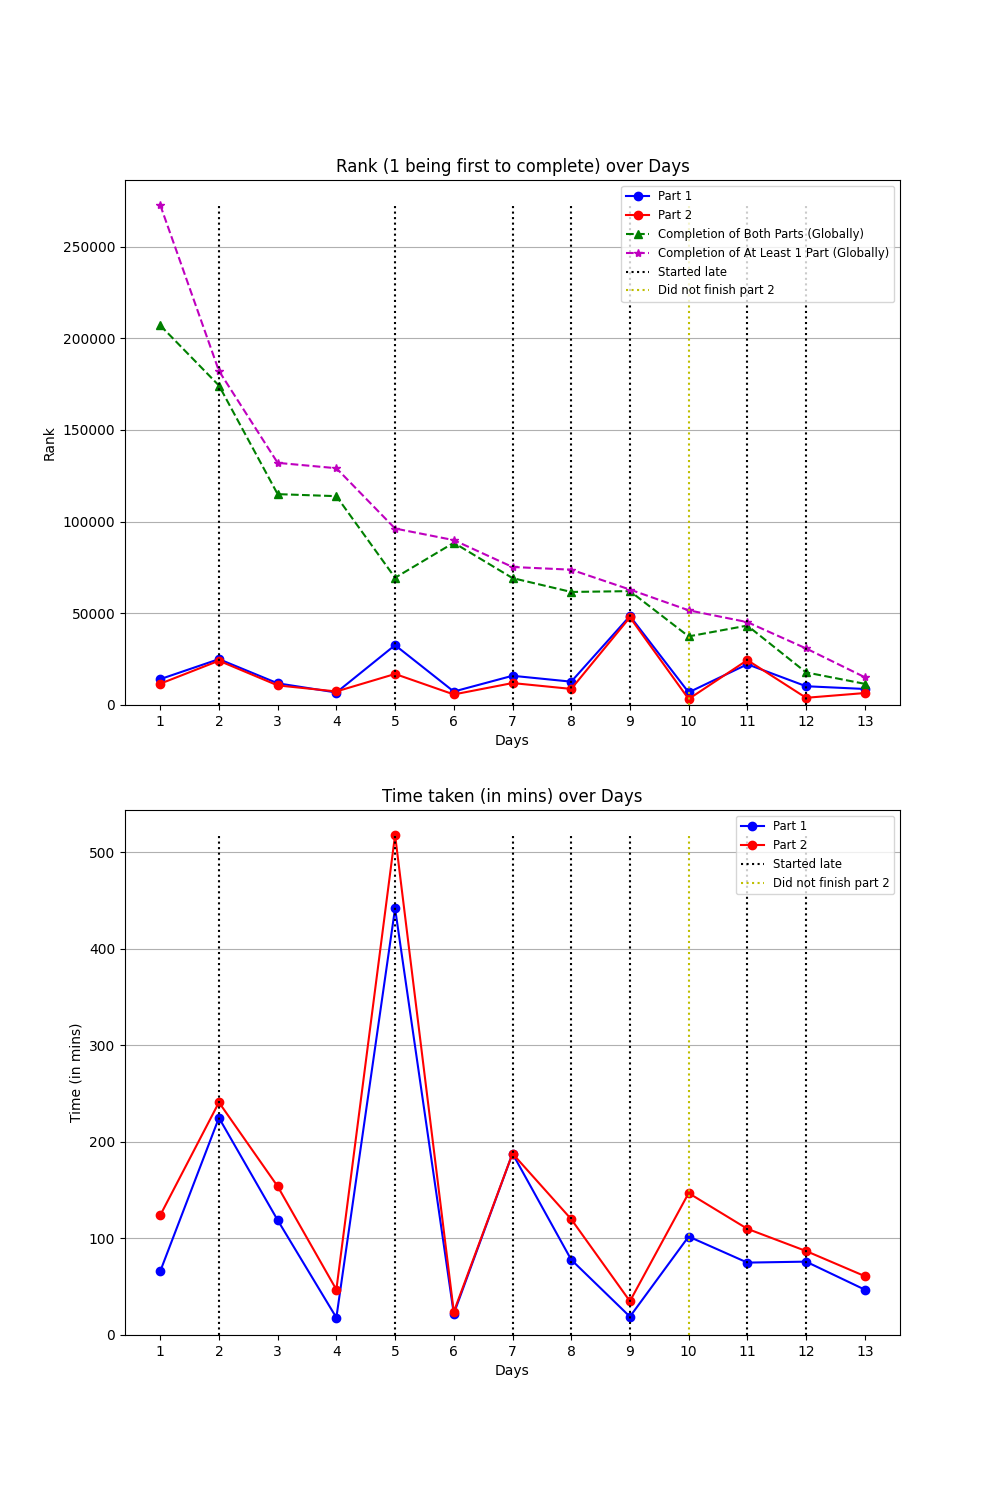 Rank (1 being first to complete) over Days
Part 1
Part 2
Completion of Both Parts (Globally)
Completion of At Least 1 Part (Globally)
Started late
Did not finish part 2
250000
200000
150000
100000
50000
0
Rank
1 2 3 4 5 6 7 8 9 10 11 12 13
Days
Time taken (in mins) over Days
Part 1
Part 2
Started late
Did not finish part 2
500
400
300
200
100
0
Time (in mins)
1 2 3 4 5 6 7 8 9 10 11 12 13
Days